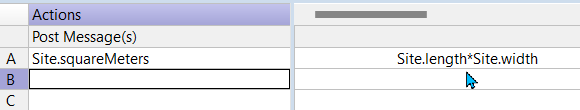 Actions
Post Message(s)
A Site.squareMeters Site.length*Site.width
B
C